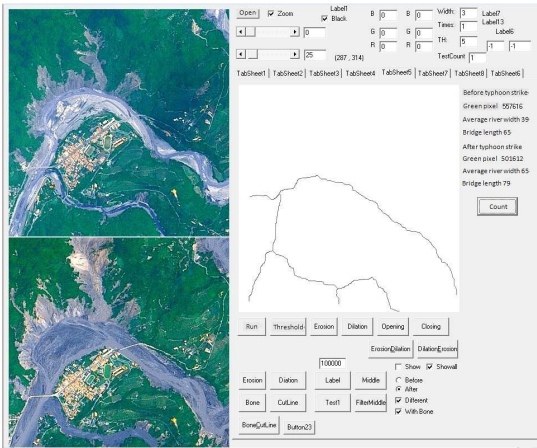 Open Zoom Label1 Black B 0 B 0 Width: 3 Label7
0 G 0 G 0 Times: 1 Label13
Label6
R 0 R 0 TH: 5 -1 -1
25 (287 , 314) TestCount 1
TabSheet1 TabSheet2 TabSheet3 TabSheet4 TabSheet5 TabSheet7 TabSheet8 TabSheet6
Before typhoon strike
Green pixel 557616
Average river width 39
Bridge length 65
After typhoon strike
Green pixel 501612
Average river width 65
Bridge length 79
Count
Run Threshold Erosion Dilation Opening Closing
ErosionDilation DilationErosion
100000 Show Showall
Erosion Diation Label Middle Before
After
Bone CutLine Test1 FilterMiddle Different
With Bone
BoneCutLine Button23